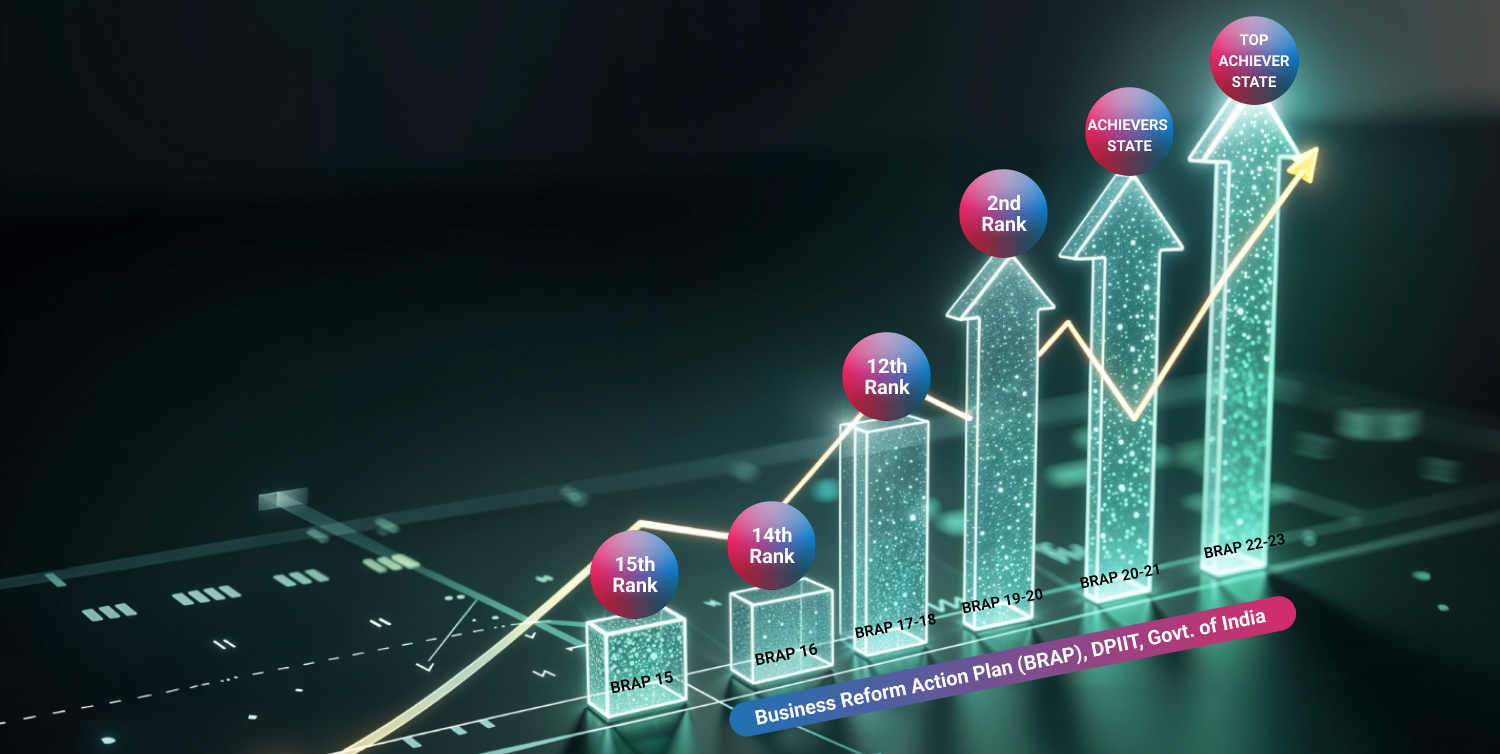 15th
Rank
14th
Rank
12th
Rank
2nd
Rank
ACHIEVERS
STATE
TOP
ACHIEVER
STATE
BRAP 15
BRAP 16
BRAP 17-18
BRAP 19-20
BRAP 20-21
BRAP 22-23
Business Reform Action Plan (BRAP), DPIIT, Govt. of India